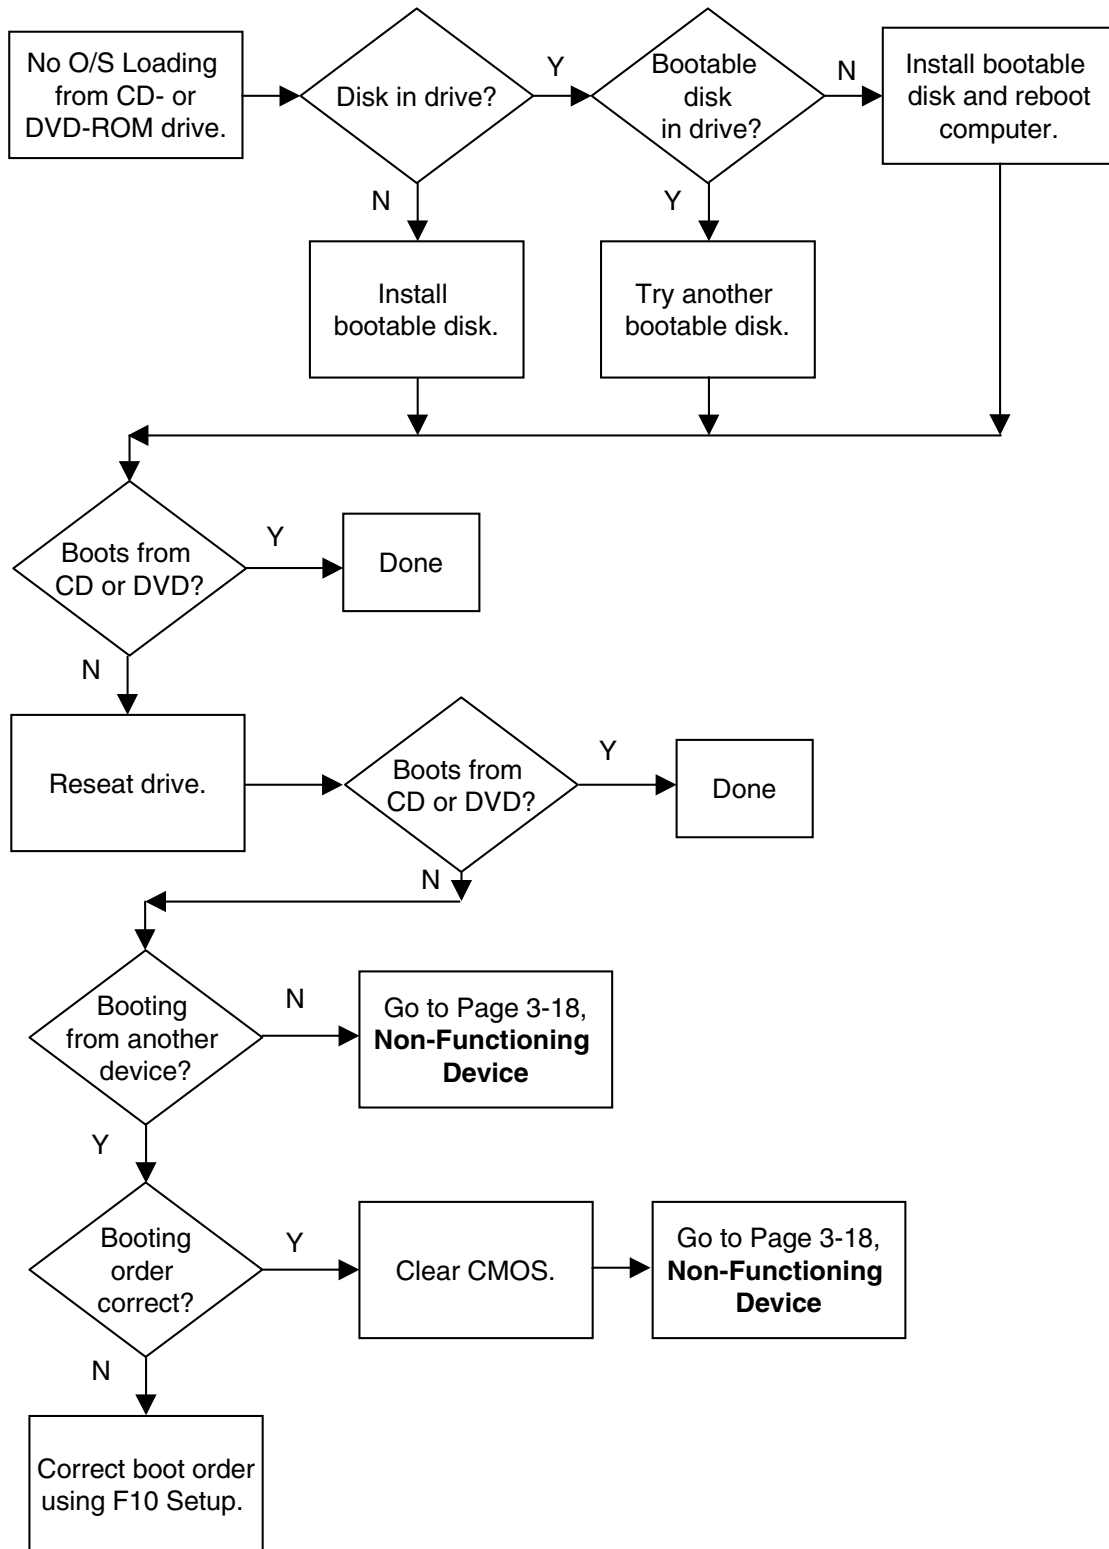 No O/S Loading
from CD- or
DVD-ROM drive.
Disk in drive?
Y
Bootable
disk
in drive?
N
Install bootable
disk and reboot
computer.
N
Y
Install
bootable disk.
Try another
bootable disk.
Boots from
CD or DVD?
Y
Done
N
Reseat drive.
Boots from
CD or DVD?
Y
Done
N
Booting
from another
device?
N
Go to Page 3-18,
Non-Functioning
Device
Y
Booting
order
correct?
Y
Clear CMOS.
Go to Page 3-18,
Non-Functioning
Device
N
Correct boot order
using F10 Setup.